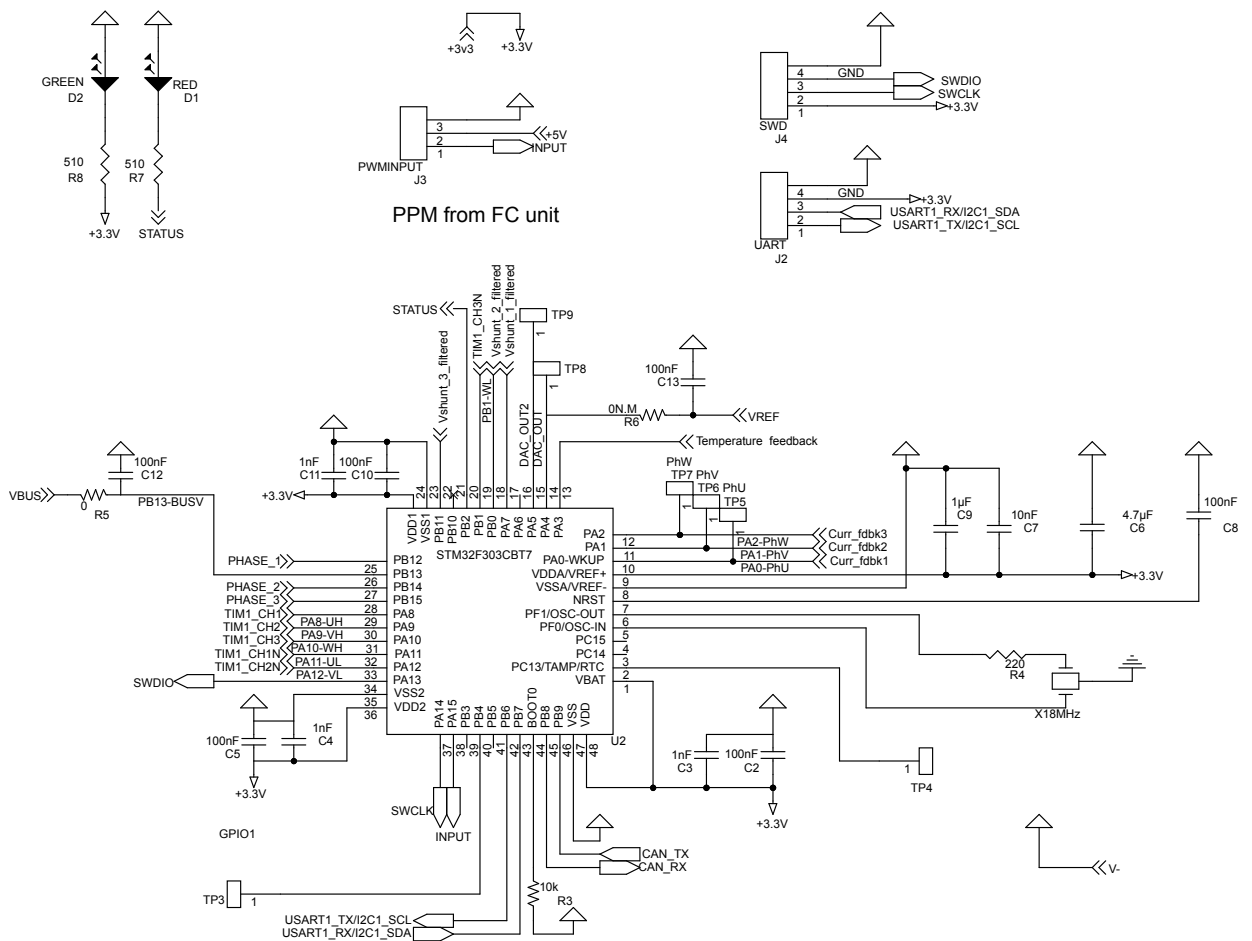 +3v3
+3.3V
GREEN
D2
RED
D1
510
R8
510
R7
+3.3V
STATUS
3
2
1
+5V
INPUT
PWMINPUT
J3
PPM from FC unit
4
3
2
1
GND
SWDIO
SWCLK
+3.3V
SWD
J4
4
3
2
1
GND
+3.3V
USART1_RX/I2C1_SDA
USART1_TX/I2C1_SCL
UART
J2
STATUS
Vshunt_3_filtered
TIM1_CH3N
PB1-WL
Vshunt_2_filtered
Vshunt_1_filtered
TP9
1
TP8
1
DAC_OUT2
DAC_OUT
100nF
C13
0N.M
R6
VREF
Temperature feedback
100nF
C12
VBUS
0
R5
PB13-BUSV
1nF
C11
100nF
C10
+3.3V
24
23
22
21
20
19
18
17
16
15
14
13
VDD1
VSS1
PB11
PB10
PB2
PB1
PB0
PA7
PA6
PA5
PA4
PA3
STM32F303CBT7
PhW
TP7
PhV
TP6
PhU
TP5
1
1
1
Curr_fdbk3
Curr_fdbk2
Curr_fdbk1
PA2-PhW
PA1-PhV
PA0-PhU
1µF
C9
10nF
C7
4.7µF
C6
100nF
C8
+3.3V
PA2
PA1
PA0-WKUP
VDDA/VREF+
VSSA/VREF-
NRST
PF1/OSC-OUT
PF0/OSC-IN
PC15
PC14
PC13/TAMP/RTC
VBAT
12
11
10
9
8
7
6
5
4
3
2
1
PHASE_1
PHASE_2
PHASE_3
TIM1_CH1
TIM1_CH2
TIM1_CH3
TIM1_CH1N
TIM1_CH2N
SWDIO
PA8-UH
PA9-VH
PA10-WH
PA11-UL
PA12-VL
25
26
27
28
29
30
31
32
33
34
35
36
PB12
PB13
PB14
PB15
PA8
PA9
PA10
PA11
PA12
PA13
VSS2
VDD2
220
R4
X18MHz
100nF
C5
1nF
C4
+3.3V
PA14
PA15
PB3
PB4
PB5
PB6
PB7
BOOT0
PB8
PB9
VSS
VDD
U2
37
38
39
40
41
42
43
44
45
46
47
48
1nF
C3
100nF
C2
+3.3V
1
TP4
SWCLK
INPUT
GPIO1
CAN_TX
CAN_RX
V-
TP3
1
10k
R3
USART1_TX/I2C1_SCL
USART1_RX/I2C1_SDA